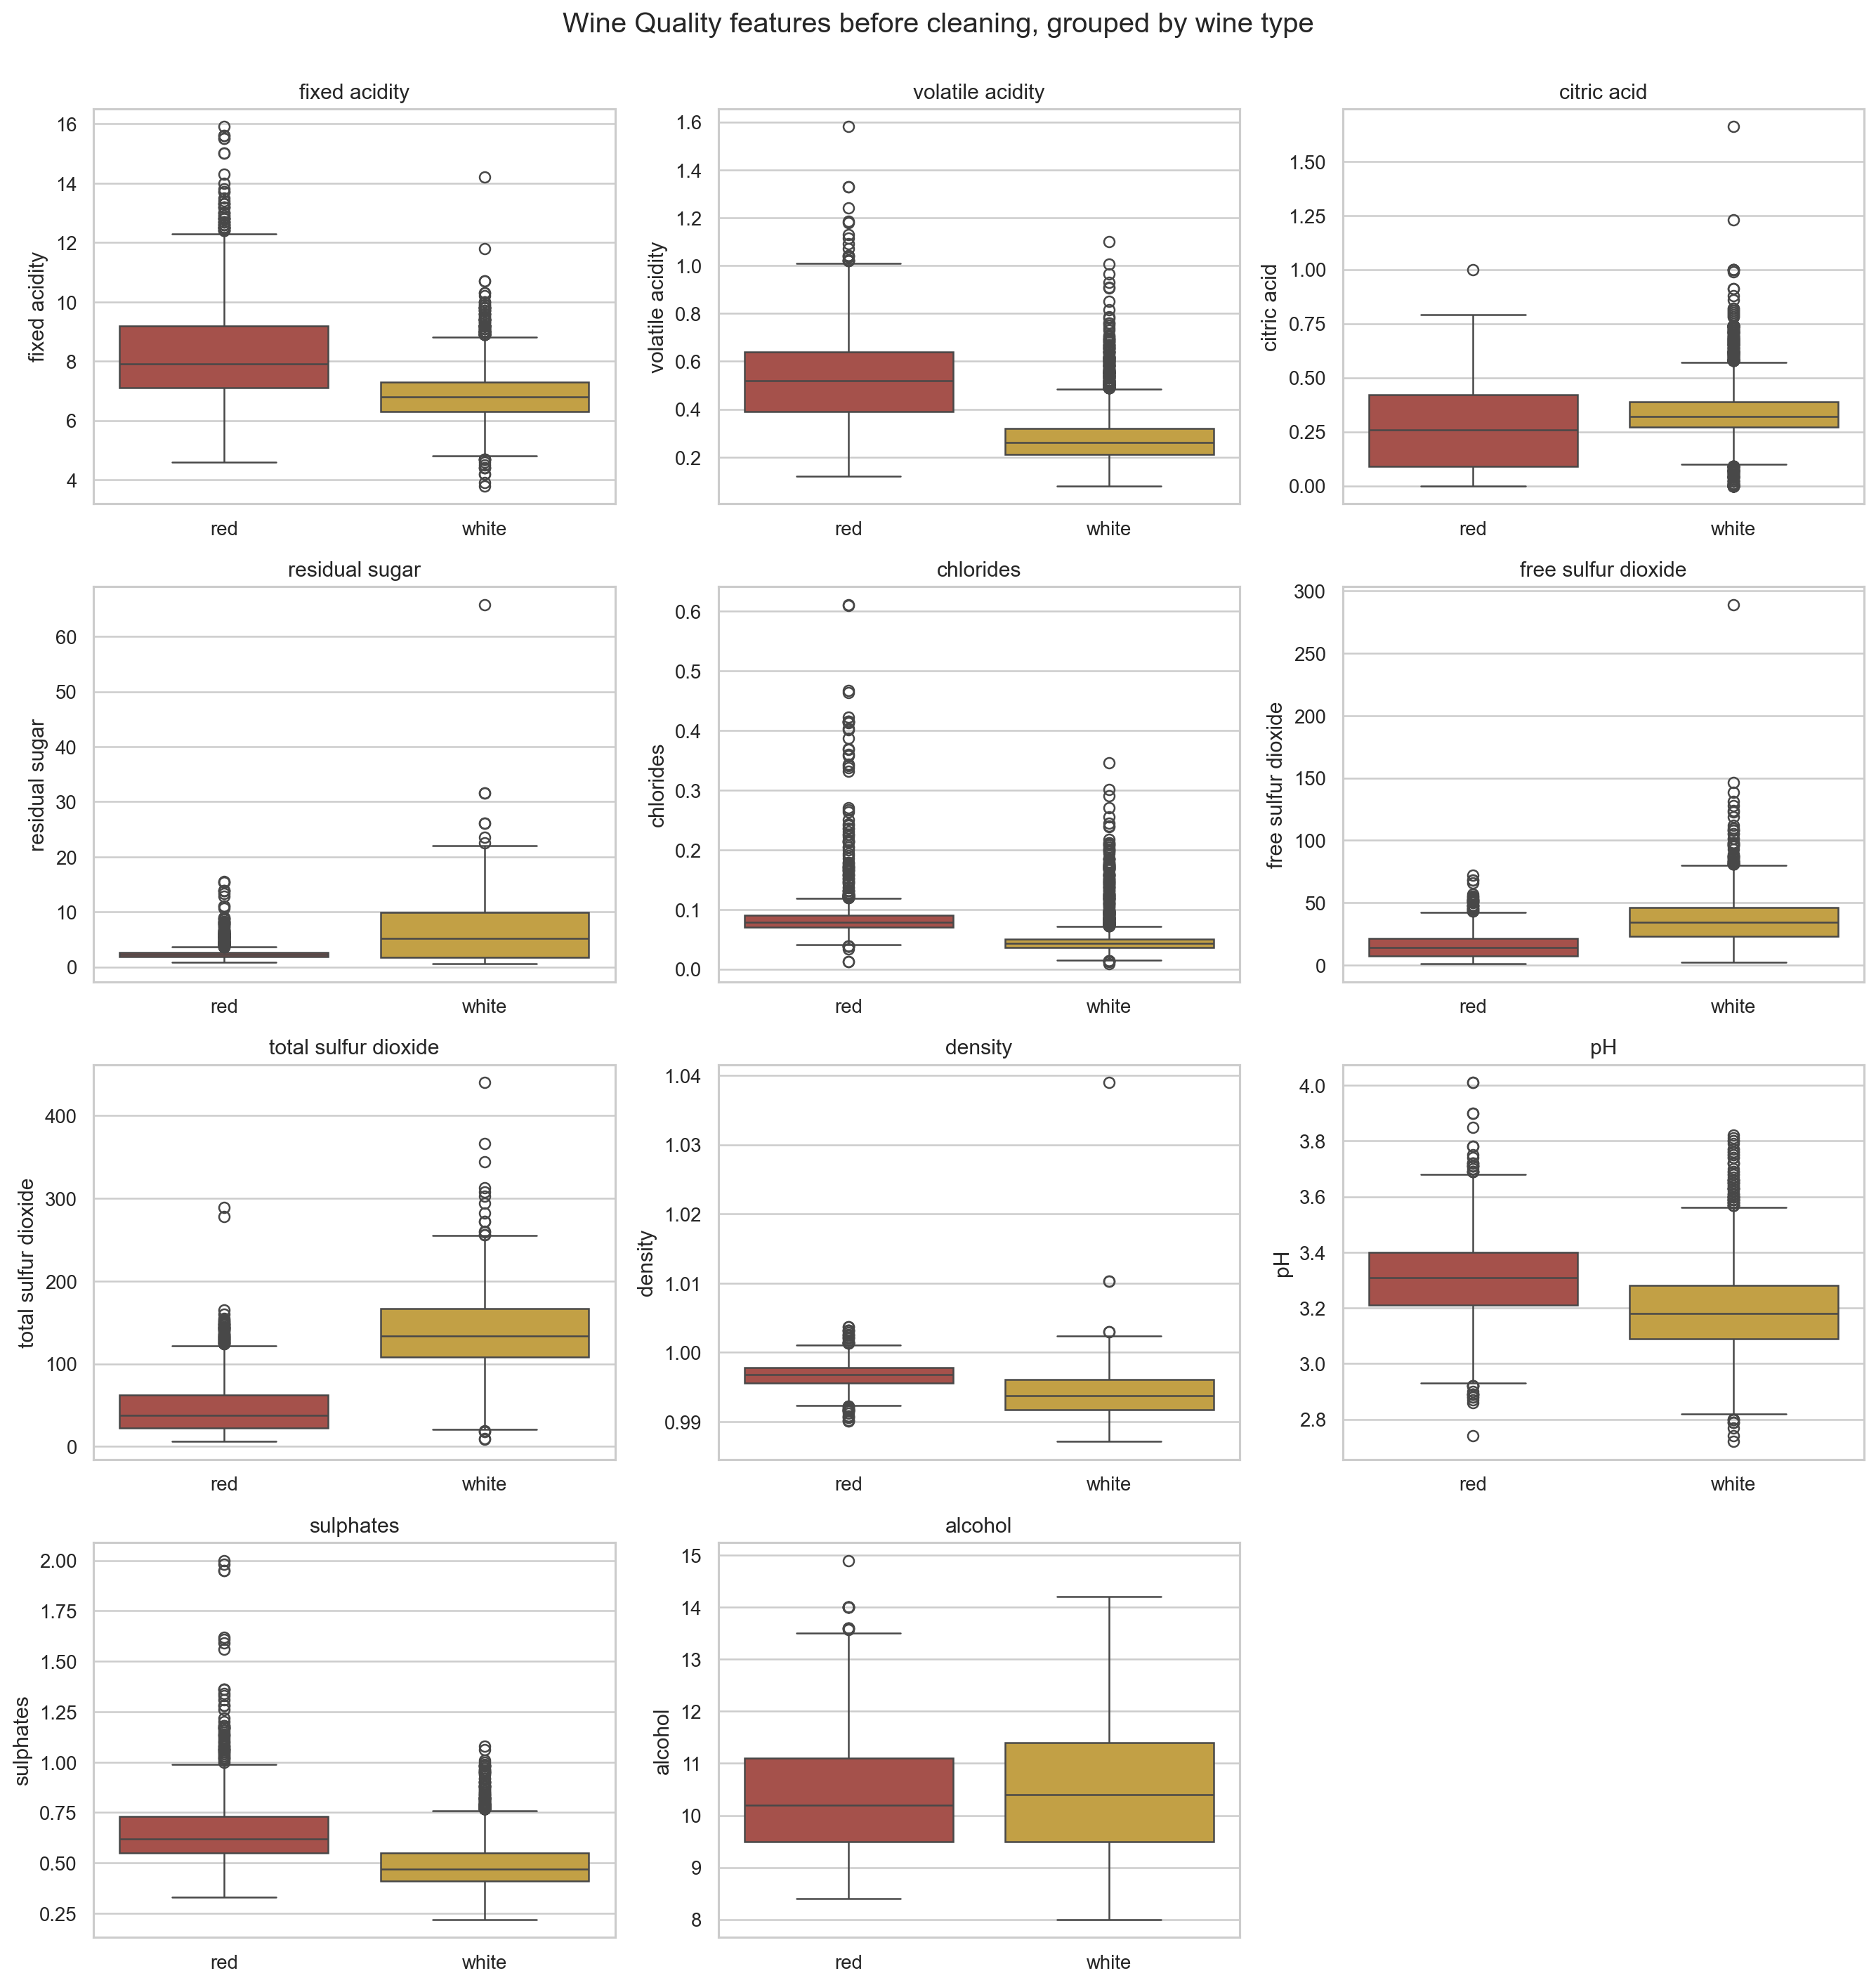 Wine Quality features before cleaning, grouped by wine type
fixed acidity
fixed acidity
16
14
12
10
8
6
4
red
white
volatile acidity
volatile acidity
1.6
1.4
1.2
1.0
0.8
0.6
0.4
0.2
red
white
citric acid
citric acid
1.50
1.25
1.00
0.75
0.50
0.25
0.00
red
white
residual sugar
residual sugar
60
50
40
30
20
10
0
red
white
chlorides
chlorides
0.6
0.5
0.4
0.3
0.2
0.1
0.0
red
white
free sulfur dioxide
free sulfur dioxide
300
250
200
150
100
50
0
red
white
total sulfur dioxide
total sulfur dioxide
400
300
200
100
0
red
white
density
density
1.04
1.03
1.02
1.01
1.00
0.99
red
white
pH
pH
4.0
3.8
3.6
3.4
3.2
3.0
2.8
red
white
sulphates
sulphates
2.00
1.75
1.50
1.25
1.00
0.75
0.50
0.25
red
white
alcohol
alcohol
15
14
13
12
11
10
9
8
red
white